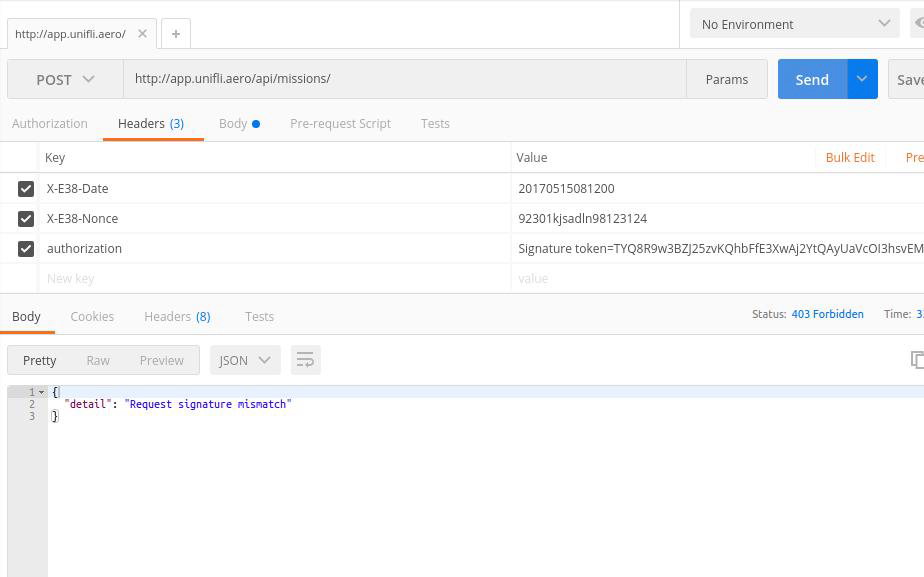 http://app.unifli.aero/ × +
No Environment
POST http://app.unifli.aero/api/missions/ Params Send Save
Authorization Headers (3) Body Pre-request Script Tests
Key Value Bulk Edit Pre
X-E38-Date 20170515081200
X-E38-Nonce 92301kjsadln98123124
authorization Signature token=TYQ8R9w3BZJ25zvKQhbFfE3XwAj2YtQAyUaVcOI3hsvEM
New key value
Body Cookies Headers (8) Tests Status: 403 Forbidden Time: 3
Pretty Raw Preview JSON
1 {
2 "detail": "Request signature mismatch"
3 }